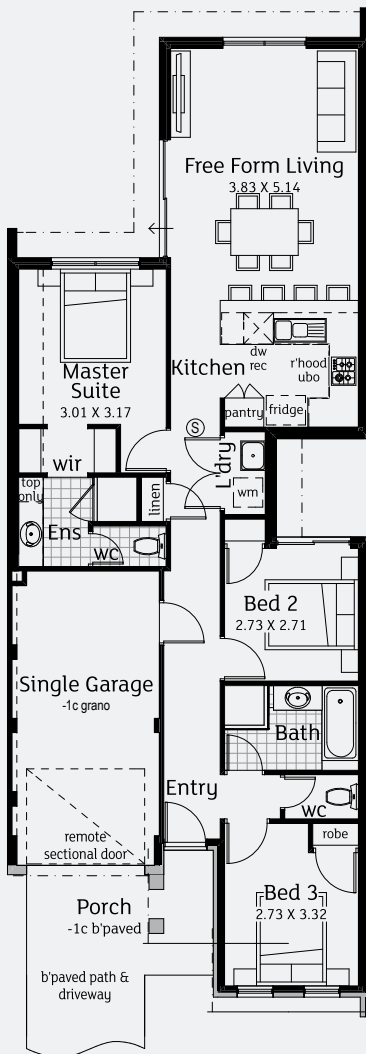 Free Form Living
3.83 X 5.14
dw
rec
r'hood
ubo
Kitchen
pantry
fridge
Master
Suite
3.01 X 3.17
S
wir
L'dry
wm
top
only
linen
Ens
wc
Bed 2
2.73 X 2.71
Single Garage
-1c grano
Bath
Entry
wc
remote
sectional door
robe
Bed 3
2.73 X 3.32
Porch
-1c b'paved
b'paved path &
driveway